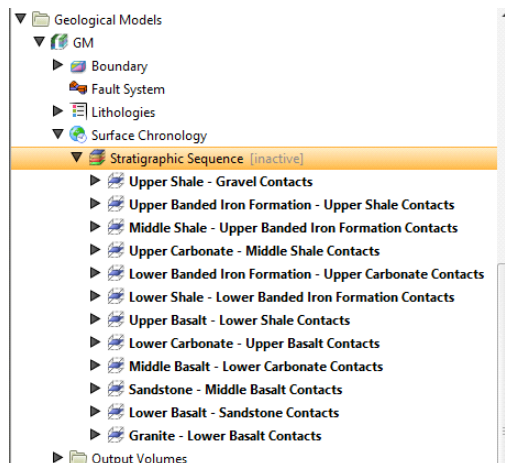 Geological Models
GM
Boundary
Fault System
Lithologies
Surface Chronology
Stratigraphic Sequence [inactive]
Upper Shale - Gravel Contacts
Upper Banded Iron Formation - Upper Shale Contacts
Middle Shale - Upper Banded Iron Formation Contacts
Upper Carbonate - Middle Shale Contacts
Lower Banded Iron Formation - Upper Carbonate Contacts
Lower Shale - Lower Banded Iron Formation Contacts
Upper Basalt - Lower Shale Contacts
Lower Carbonate - Upper Basalt Contacts
Middle Basalt - Lower Carbonate Contacts
Sandstone - Middle Basalt Contacts
Lower Basalt - Sandstone Contacts
Granite - Lower Basalt Contacts
Output Volumes